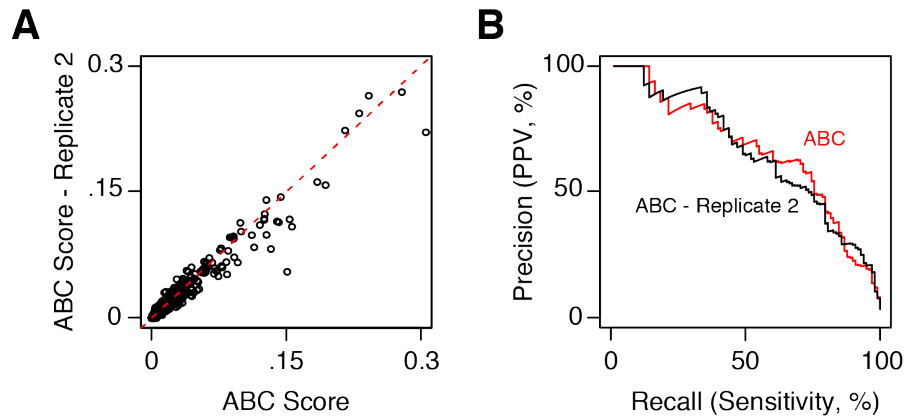 A
ABC Score - Replicate 2
0.3
.15
0
0
.15
0.3
ABC Score
B
Precision (PPV, %)
100
50
0
ABC
ABC - Replicate 2
0
50
100
Recall (Sensitivity, %)